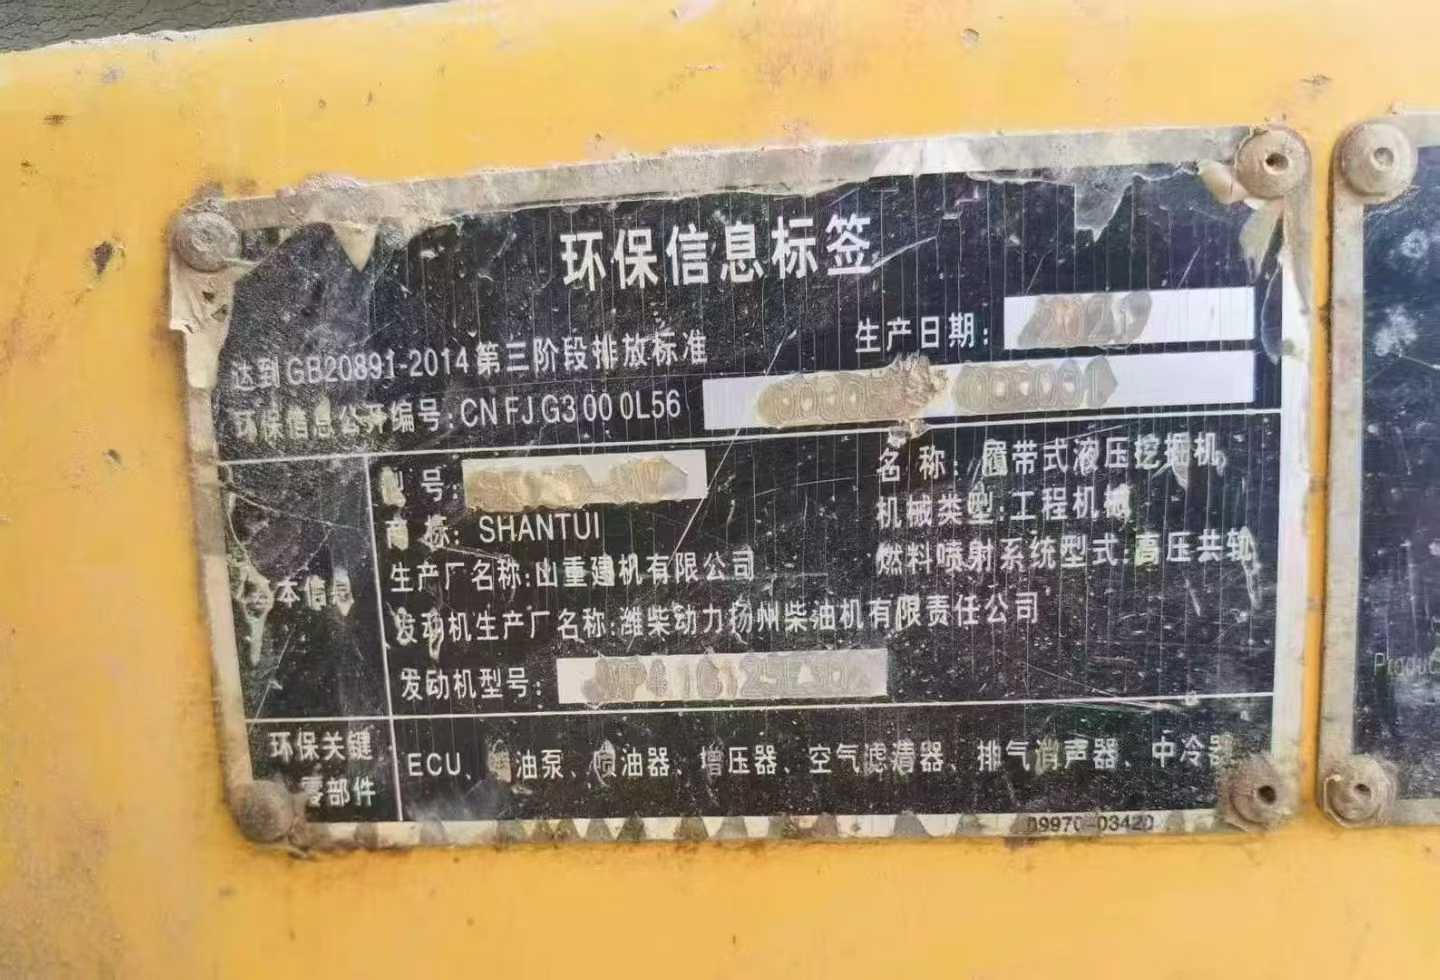 环保信息标签
生产日期:
达到GB20891-2014第三阶段排放标准
环保信息公开编号:CN FJ G3 00 0L56
型号:
名称:履带式液压挖掘机
商标:SHANTUI
机械类型:工程机械
生产厂名称:山重建机有限公司
燃料喷射系统型式:高压共轨
基本信息
发动机生产厂名称:潍柴动力扬州柴油机有限责任公司
发动机型号:
环保关键
零部件
ECU、喷油泵、喷油器、增压器、空气滤清器、排气消声器、中冷器
09970-03420